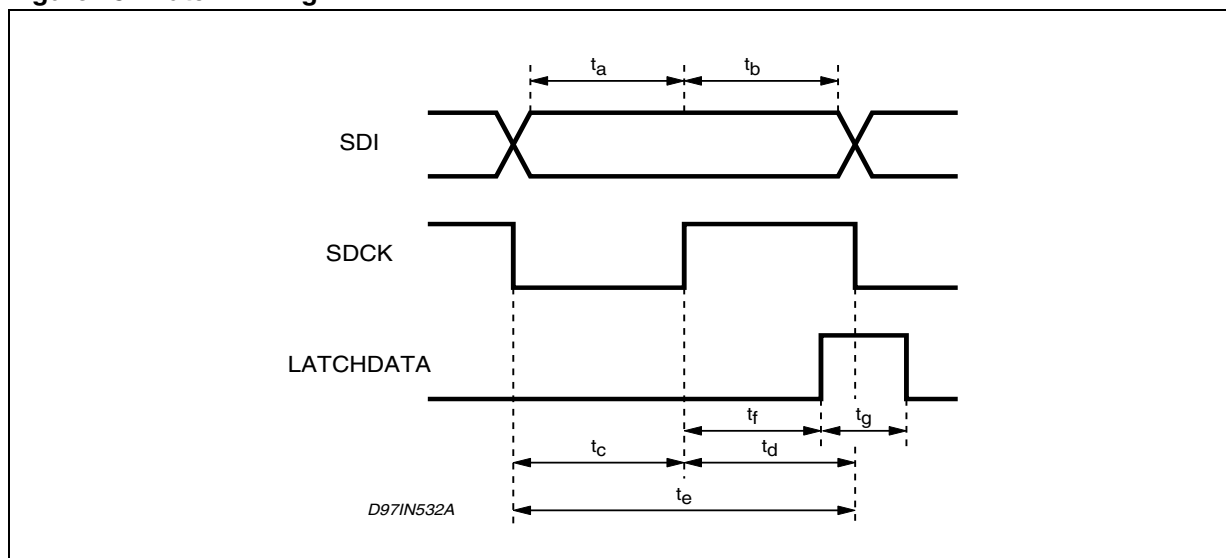 ta tb
SDI
SDCK
LATCHDATA
tf tg
tc td
te
D97IN532A